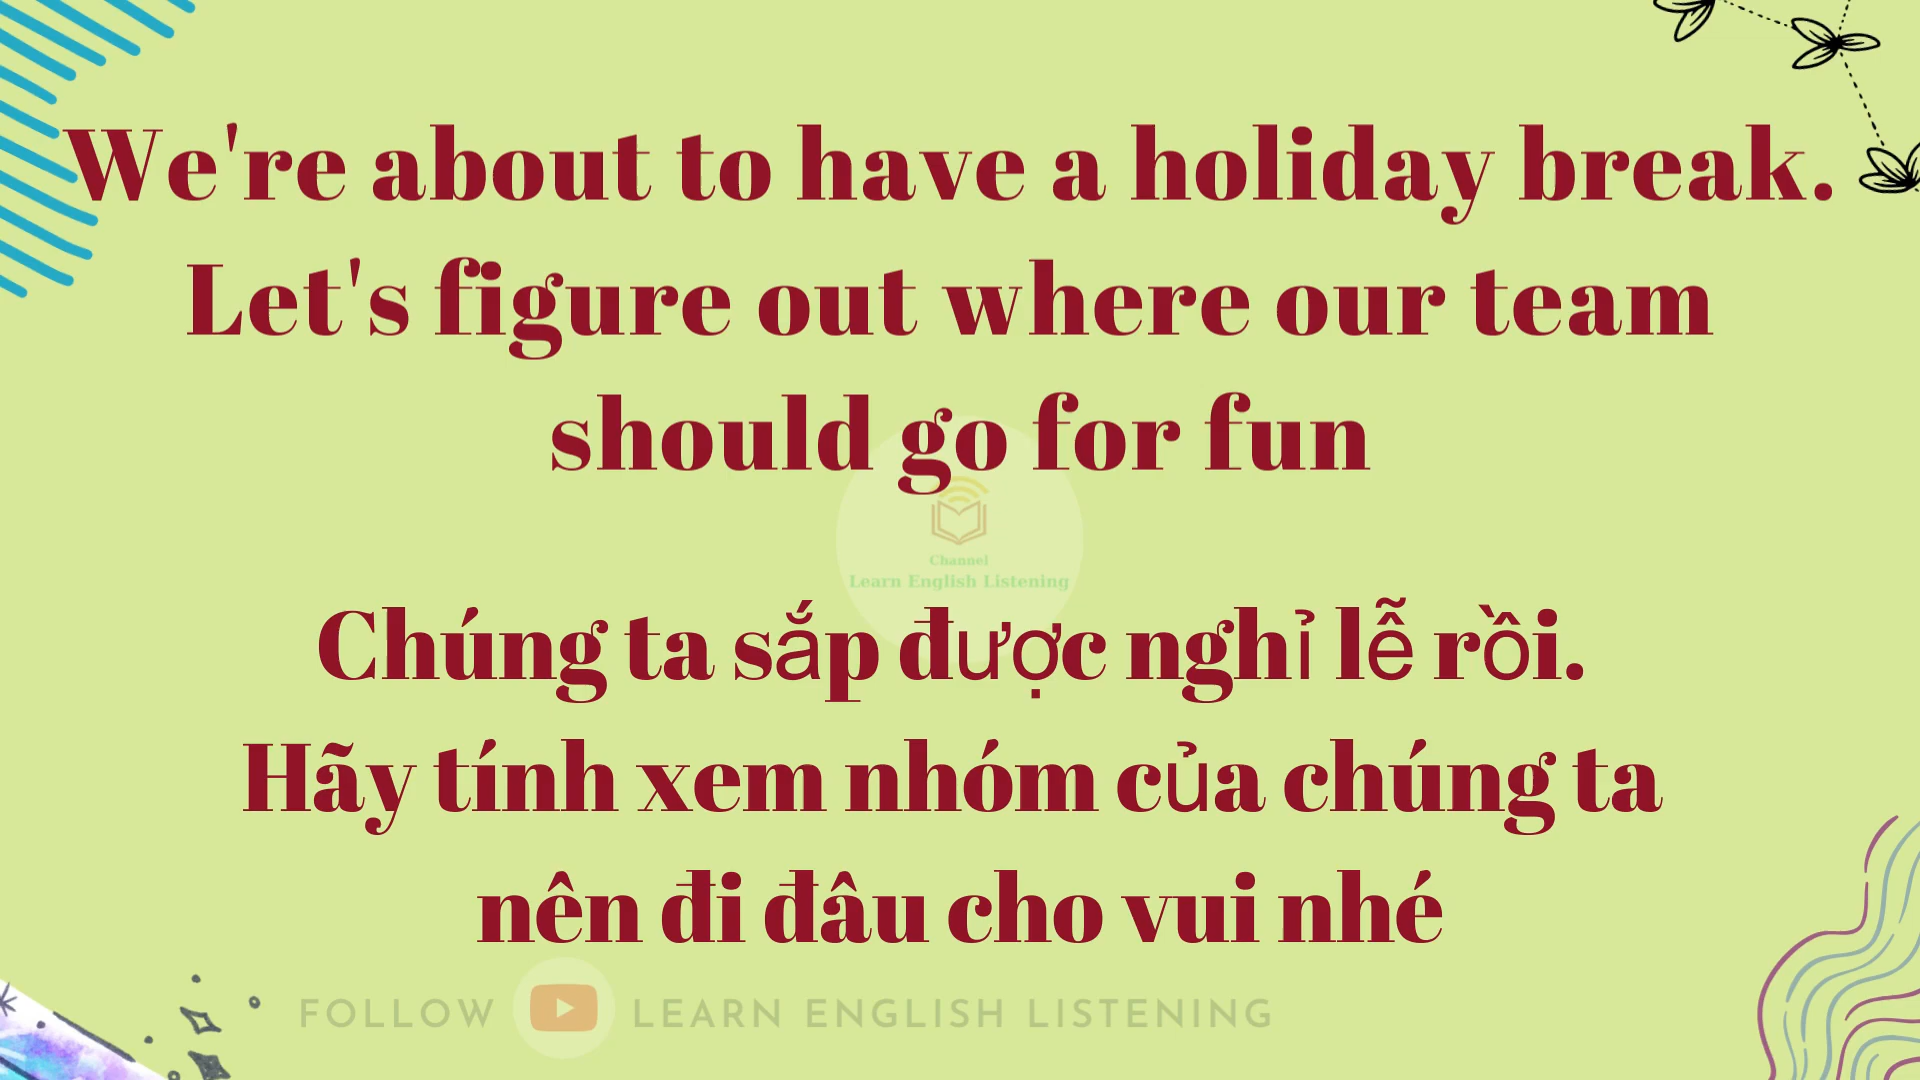 We're about to have a holiday break.
Let's figure out where our team
should go for fun
Channel
Learn English Listening
Chúng ta sắp được nghỉ lễ rồi.
Hãy tính xem nhóm của chúng ta
nên đi đâu cho vui nhé
FOLLOW LEARN ENGLISH LISTENING